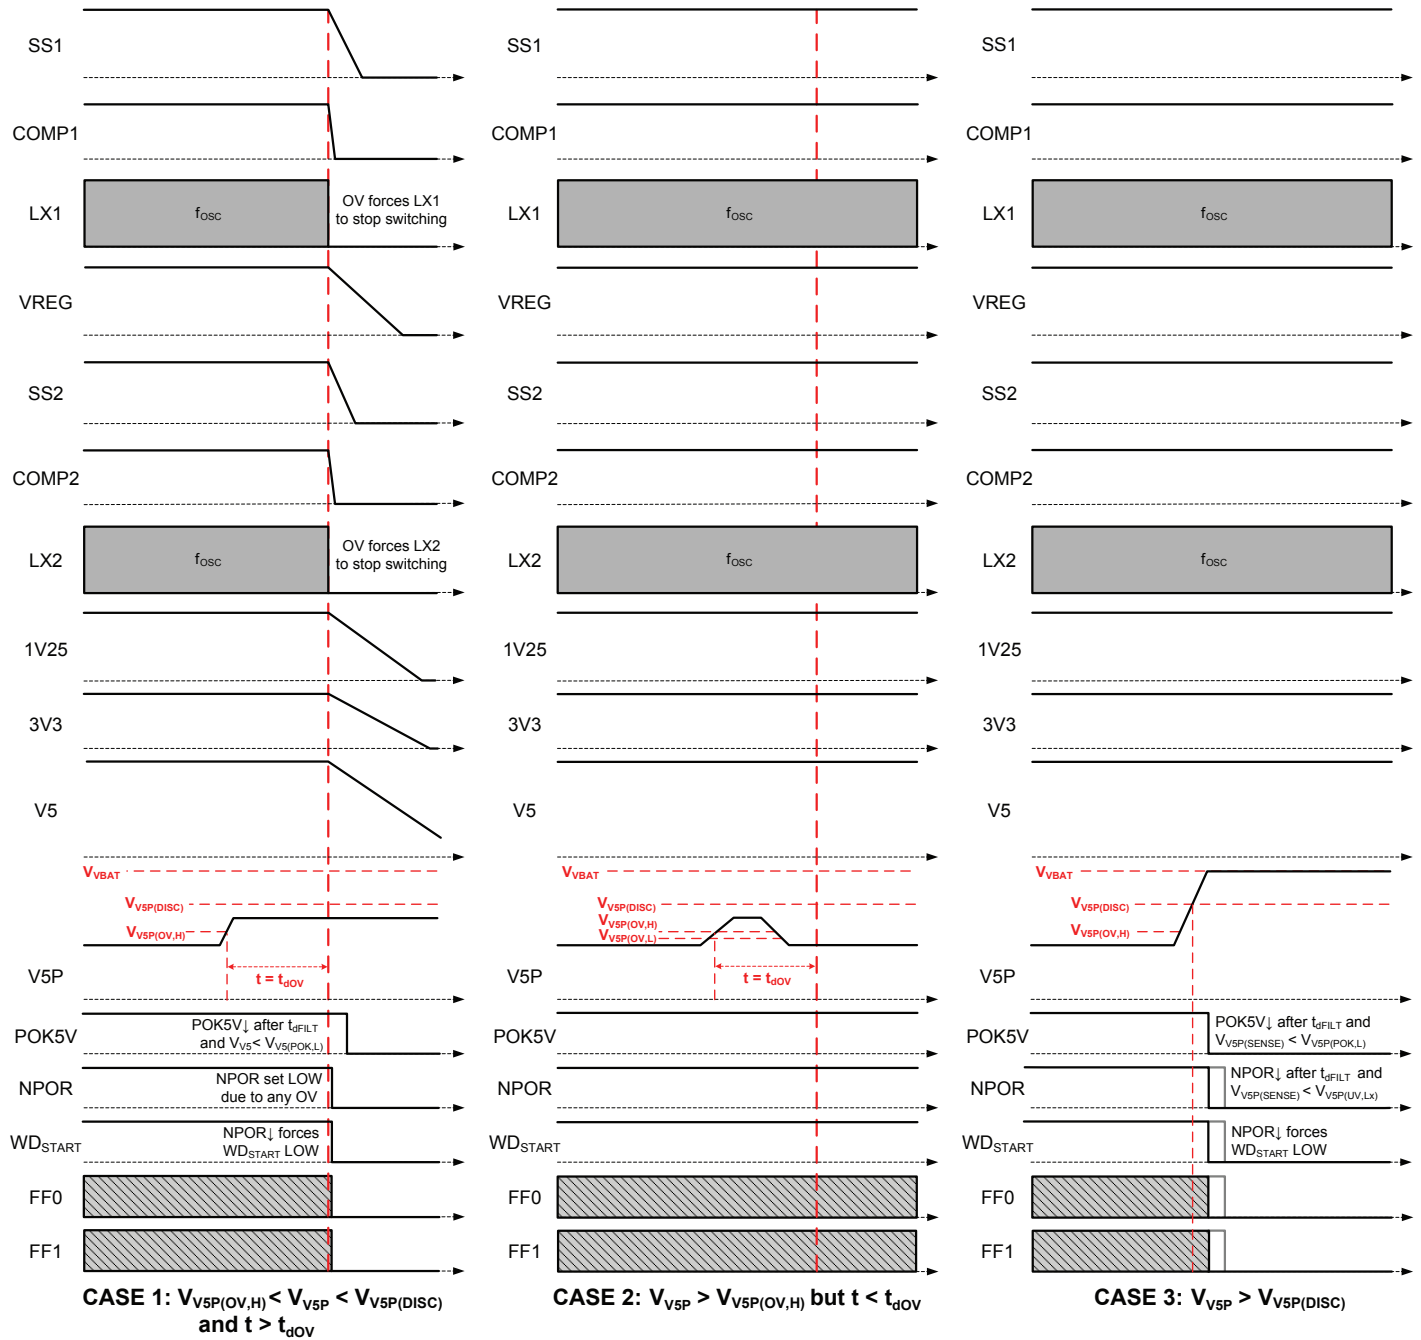 SS1
COMP1
LX1
fOSC
OV forces LX1
to stop switching
VREG
SS2
COMP2
LX2
fOSC
OV forces LX2
to stop switching
1V25
3V3
V5
VVBAT
VV5P(DISC)
VV5P(OV,H)
V5P
t = tdOV
POK5V
POK5V↓ after tdFILT
and VV5< VV5(POK,L)
NPOR
NPOR set LOW
due to any OV
WDSTART
NPOR↓ forces
WDSTART LOW
FF0
FF1
CASE 1: VV5P(OV,H) < VV5P < VV5P(DISC)
and t > tdOV
SS1
COMP1
LX1
fOSC
VREG
SS2
COMP2
LX2
fOSC
1V25
3V3
V5
VVBAT
VV5P(DISC)
VV5P(OV,H)
VV5P(OV,L)
V5P
t = tdOV
POK5V
NPOR
WDSTART
FF0
FF1
CASE 2: VV5P > VV5P(OV,H) but t < tdOV
SS1
COMP1
LX1
fOSC
VREG
SS2
COMP2
LX2
fOSC
1V25
3V3
V5
VVBAT
VV5P(DISC)
VV5P(OV,H)
V5P
POK5V
POK5V↓ after tdFILT and
VV5P(SENSE) < VV5P(POK,L)
NPOR
NPOR↓ after tdFILT and
VV5P(SENSE) < VV5P(UV,Lx)
WDSTART
NPOR↓ forces
WDSTART LOW
FF0
FF1
CASE 3: VV5P > VV5P(DISC)